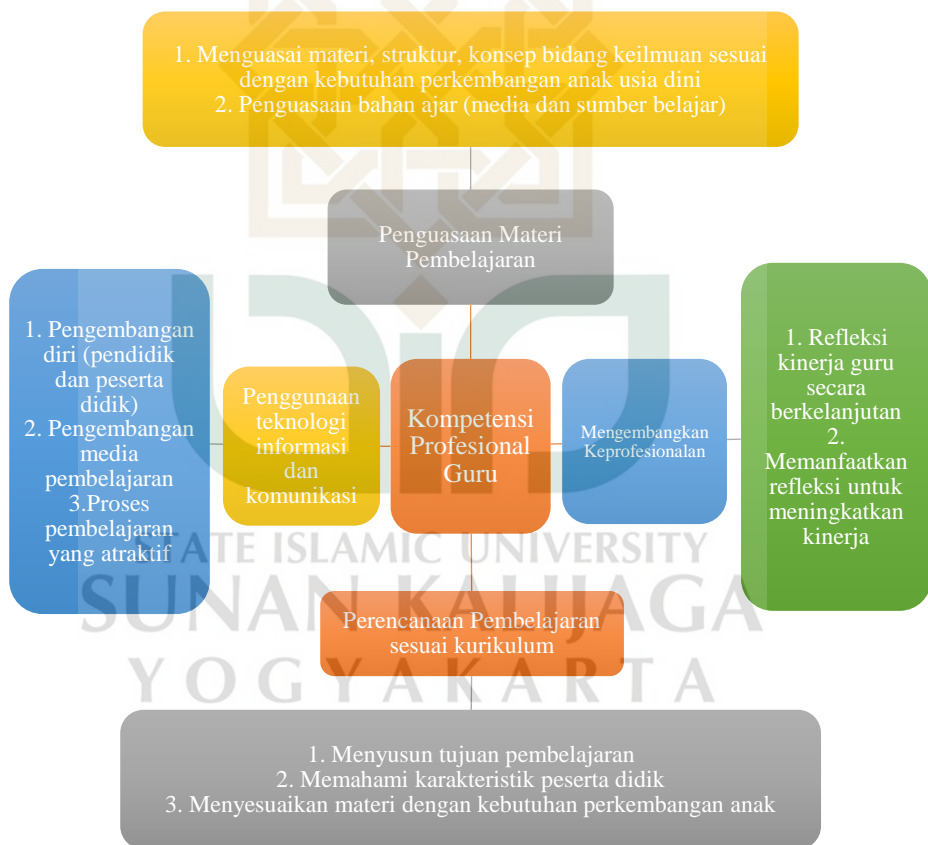 1. Menguasai materi, struktur, konsep bidang keilmuan sesuai
dengan kebutuhan perkembangan anak usia dini
2. Penguasaan bahan ajar (media dan sumber belajar)
Penguasaan Materi
Pembelajaran
1. Pengembangan
diri (pendidik
dan peserta
didik)
2. Pengembangan
media
pembelajaran
3.Proses
pembelajaran
yang atraktif
Penggunaan
teknologi
informasi
dan
komunikasi
Kompetensi
Profesional
Guru
Mengembangkan
Keprofesionalan
1. Refleksi
kinerja guru
secara
berkelanjutan
2.
Memanfaatkan
refleksi untuk
meningkatkan
kinerja
STATE ISLAMIC UNIVERSITY
SUNAN KALIJAGA
YOGYAKARTA
Perencanaan Pembelajaran
sesuai kurikulum
1. Menyusun tujuan pembelajaran
2. Memahami karakteristik peserta didik
3. Menyesuaikan materi dengan kebutuhan perkembangan anak